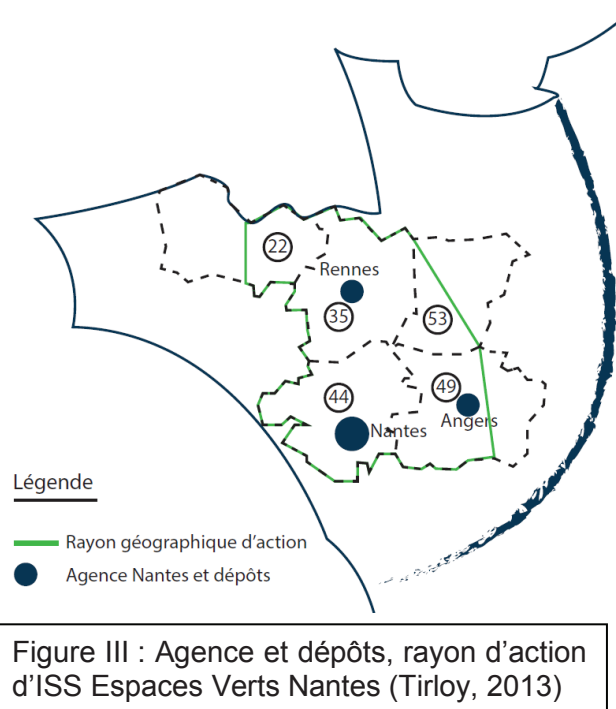 22
Rennes
35
53
44
49
Nantes
Angers
Légende
Rayon géographique d'action
Agence Nantes et dépôts
Figure III : Agence et dépôts, rayon d'action
d'ISS Espaces Verts Nantes (Tirloy, 2013)